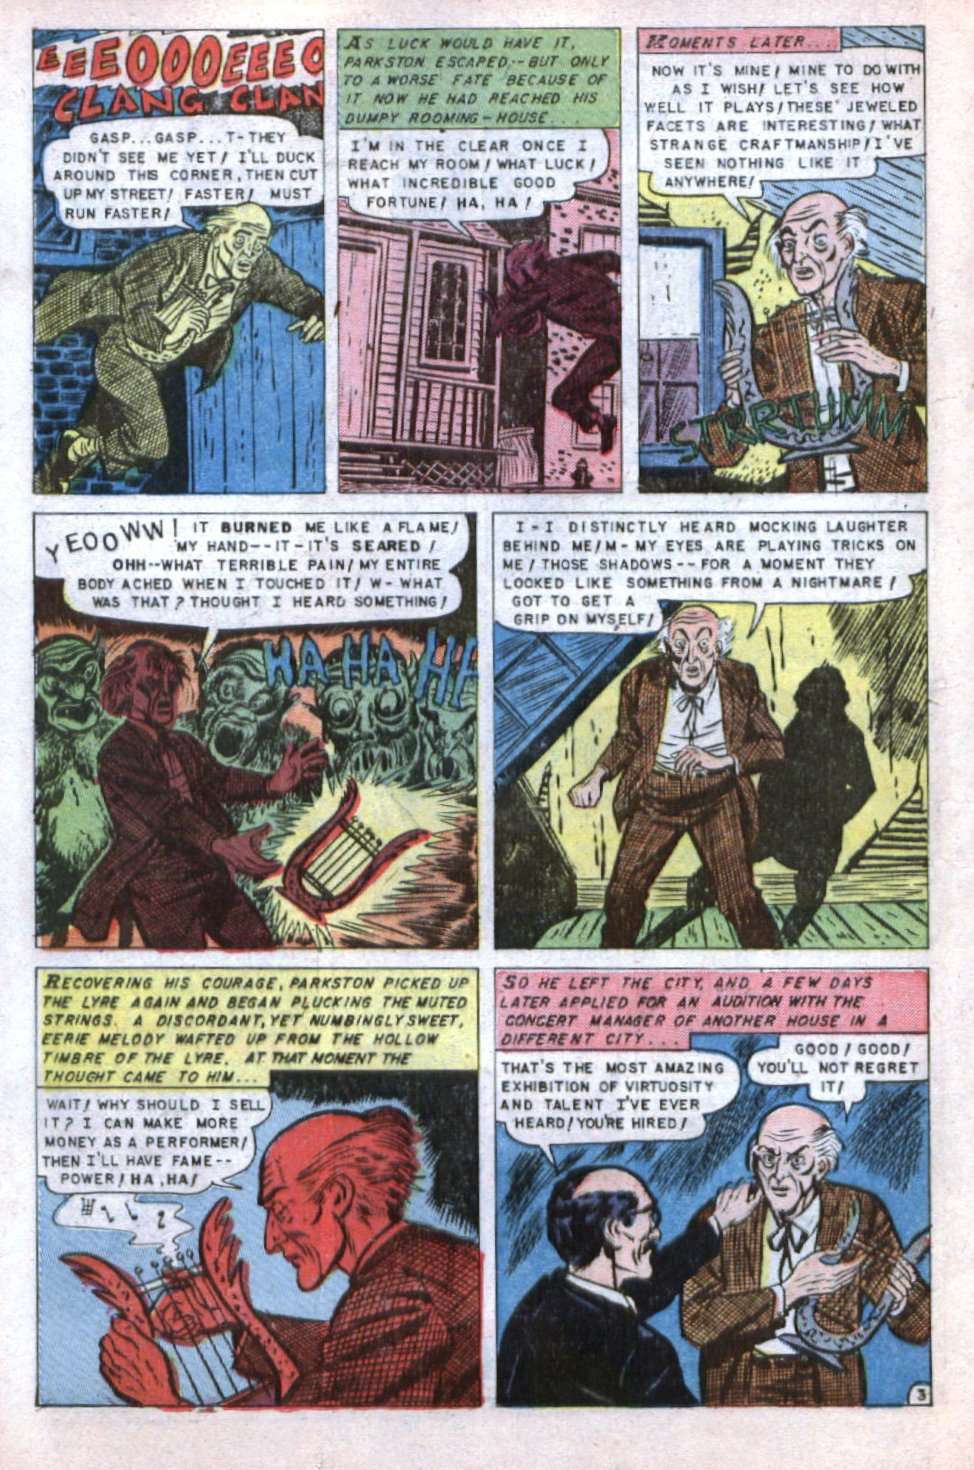 EEEOOOEEEO
CLANG CLAN
GASP...GASP...T-THEY
DIDN'T SEE ME YET! I'LL DUCK
AROUND THIS CORNER, THEN CUT
UP MY STREET! FASTER! MUST
RUN FASTER!
AS LUCK WOULD HAVE IT,
PARKSTON ESCAPED,--BUT ONLY
TO A WORSE FATE BECAUSE OF
IT NOW HE HAD REACHED HIS
DUMPY ROOMING-HOUSE...
I'M IN THE CLEAR ONCE I
REACH MY ROOM! WHAT LUCK!
WHAT INCREDIBLE GOOD
FORTUNE! HA, HA!
MOMENTS LATER...
NOW IT'S MINE! MINE TO DO WITH
AS I WISH! LET'S SEE HOW
WELL IT PLAYS! THESE JEWELED
FACETS ARE INTERESTING! WHAT
STRANGE CRAFTMANSHIP! I'VE
SEEN NOTHING LIKE IT
ANYWHERE!
STRRTUMM
YEOOWW! IT BURNED ME LIKE A FLAME!
MY HAND--IT-IT'S SEARED!
OHH--WHAT TERRIBLE PAIN! MY ENTIRE
BODY ACHED WHEN I TOUCHED IT! W-WHAT
WAS THAT? THOUGHT I HEARD SOMETHING!
HA HA HA
I-I DISTINCTLY HEARD MOCKING LAUGHTER
BEHIND ME! M-MY EYES ARE PLAYING TRICKS ON
ME! THOSE SHADOWS--FOR A MOMENT THEY
LOOKED LIKE SOMETHING FROM A NIGHTMARE!
GOT TO GET A
GRIP ON MYSELF!
RECOVERING HIS COURAGE, PARKSTON PICKED UP
THE LYRE AGAIN AND BEGAN PLUCKING THE MUTED
STRINGS. A DISCORDANT, YET NUMBINGLY SWEET,
EERIE MELODY WAFTED UP FROM THE HOLLOW
TIMBRE OF THE LYRE. AT THAT MOMENT THE
THOUGHT CAME TO HIM...
WAIT! WHY SHOULD I SELL
IT? I CAN MAKE MORE
MONEY AS A PERFORMER!
THEN I'LL HAVE FAME--
POWER! HA, HA!
SO HE LEFT THE CITY, AND A FEW DAYS
LATER APPLIED FOR AN AUDITION WITH THE
CONCERT MANAGER OF ANOTHER HOUSE IN A
DIFFERENT CITY...
THAT'S THE MOST AMAZING
EXHIBITION OF VIRTUOSITY
AND TALENT I'VE EVER
HEARD! YOU'RE HIRED!
GOOD! GOOD!
YOU'LL NOT REGRET
IT!
3